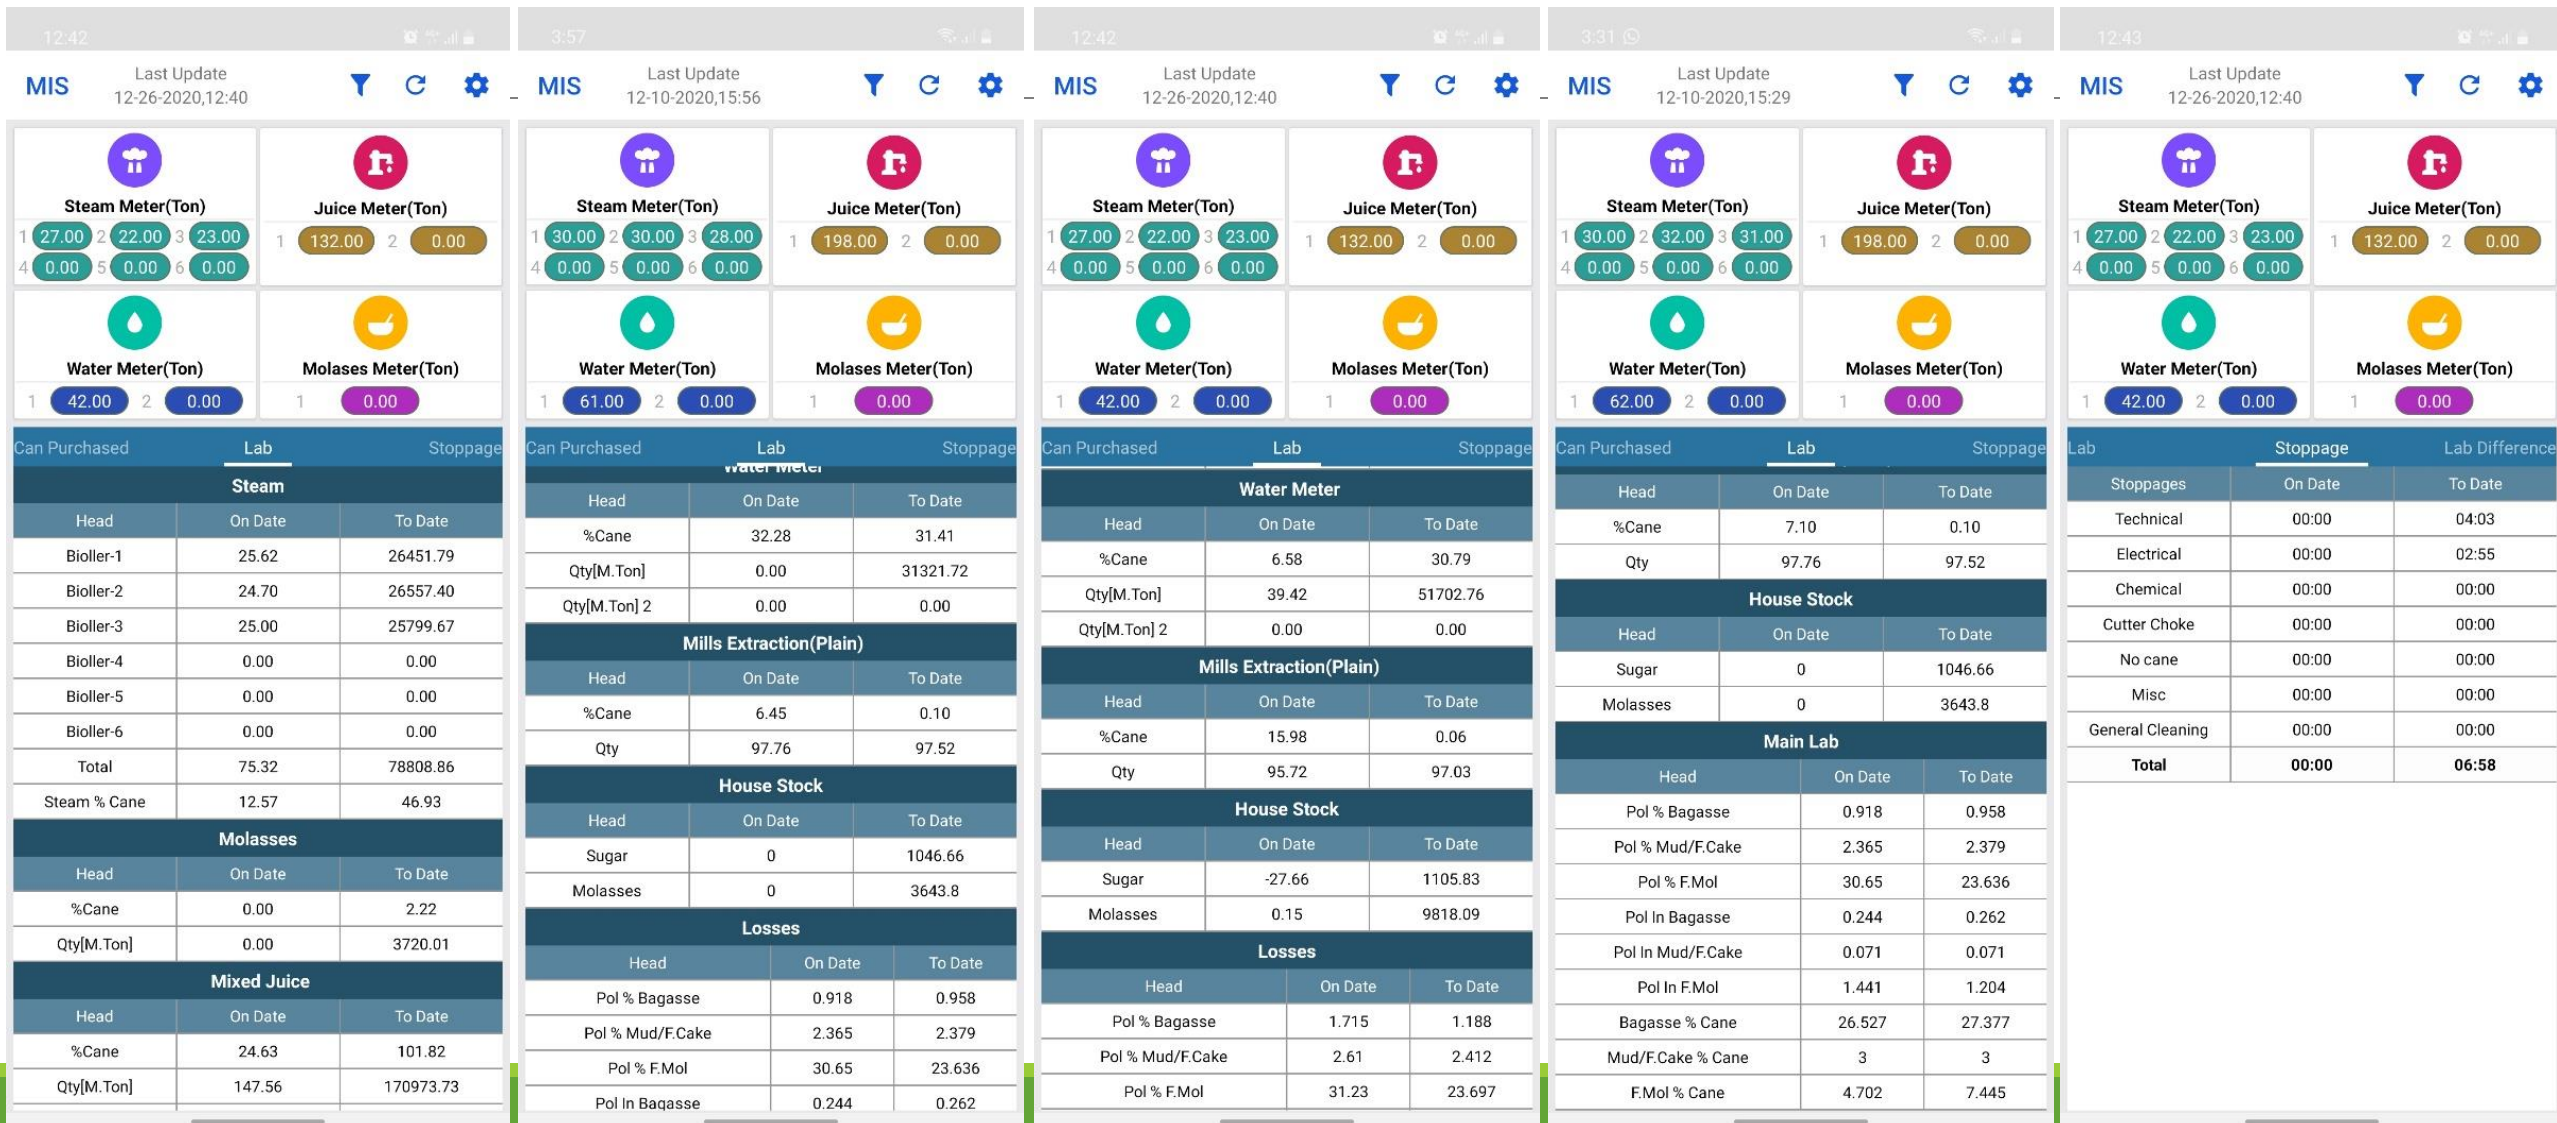 12:42
MIS
Last Update
12-26-2020,12:40
Steam Meter(Ton)
1 27.00 2 22.00 3 23.00
4 0.00 5 0.00 6 0.00
Juice Meter(Ton)
1 132.00 2 0.00
Water Meter(Ton)
1 42.00 2 0.00
Molases Meter(Ton)
1 0.00
Can Purchased Lab Stoppage
Steam
Head On Date To Date
Bioller-1 25.62 26451.79
Bioller-2 24.70 26557.40
Bioller-3 25.00 25799.67
Bioller-4 0.00 0.00
Bioller-5 0.00 0.00
Bioller-6 0.00 0.00
Total 75.32 78808.86
Steam % Cane 12.57 46.93
Molasses
Head On Date To Date
%Cane 0.00 2.22
Qty[M.Ton] 0.00 3720.01
Mixed Juice
Head On Date To Date
%Cane 24.63 101.82
Qty[M.Ton] 147.56 170973.73
3:57
MIS
Last Update
12-10-2020,15:56
Steam Meter(Ton)
1 30.00 2 30.00 3 28.00
4 0.00 5 0.00 6 0.00
Juice Meter(Ton)
1 198.00 2 0.00
Water Meter(Ton)
1 61.00 2 0.00
Molases Meter(Ton)
1 0.00
Can Purchased Lab Stoppage
Water Meter
Head On Date To Date
%Cane 32.28 31.41
Qty[M.Ton] 0.00 31321.72
Qty[M.Ton] 2 0.00 0.00
Mills Extraction(Plain)
Head On Date To Date
%Cane 6.45 0.10
Qty 97.76 97.52
House Stock
Head On Date To Date
Sugar 0 1046.66
Molasses 0 3643.8
Losses
Head On Date To Date
Pol % Bagasse 0.918 0.958
Pol % Mud/F.Cake 2.365 2.379
Pol % F.Mol 30.65 23.636
Pol In Bagasse 0.244 0.262
12:42
MIS
Last Update
12-26-2020,12:40
Steam Meter(Ton)
1 27.00 2 22.00 3 23.00
4 0.00 5 0.00 6 0.00
Juice Meter(Ton)
1 132.00 2 0.00
Water Meter(Ton)
1 42.00 2 0.00
Molases Meter(Ton)
1 0.00
Can Purchased Lab Stoppage
Water Meter
Head On Date To Date
%Cane 6.58 30.79
Qty[M.Ton] 39.42 51702.76
Qty[M.Ton] 2 0.00 0.00
Mills Extraction(Plain)
Head On Date To Date
%Cane 15.98 0.06
Qty 95.72 97.03
House Stock
Head On Date To Date
Sugar -27.66 1105.83
Molasses 0.15 9818.09
Losses
Head On Date To Date
Pol % Bagasse 1.715 1.188
Pol % Mud/F.Cake 2.61 2.412
Pol % F.Mol 31.23 23.697
3:31
MIS
Last Update
12-10-2020,15:29
Steam Meter(Ton)
1 30.00 2 32.00 3 31.00
4 0.00 5 0.00 6 0.00
Juice Meter(Ton)
1 198.00 2 0.00
Water Meter(Ton)
1 62.00 2 0.00
Molases Meter(Ton)
1 0.00
Can Purchased Lab Stoppage
Head On Date To Date
%Cane 7.10 0.10
Qty 97.76 97.52
House Stock
Head On Date To Date
Sugar 0 1046.66
Molasses 0 3643.8
Main Lab
Head On Date To Date
Pol % Bagasse 0.918 0.958
Pol % Mud/F.Cake 2.365 2.379
Pol % F.Mol 30.65 23.636
Pol In Bagasse 0.244 0.262
Pol In Mud/F.Cake 0.071 0.071
Pol In F.Mol 1.441 1.204
Bagasse % Cane 26.527 27.377
Mud/F.Cake % Cane 3 3
F.Mol % Cane 4.702 7.445
12:43
MIS
Last Update
12-26-2020,12:40
Steam Meter(Ton)
1 27.00 2 22.00 3 23.00
4 0.00 5 0.00 6 0.00
Juice Meter(Ton)
1 132.00 2 0.00
Water Meter(Ton)
1 42.00 2 0.00
Molases Meter(Ton)
1 0.00
Lab Stoppage Lab Difference
Stoppages On Date To Date
Technical 00:00 04:03
Electrical 00:00 02:55
Chemical 00:00 00:00
Cutter Choke 00:00 00:00
No cane 00:00 00:00
Misc 00:00 00:00
General Cleaning 00:00 00:00
Total 00:00 06:58